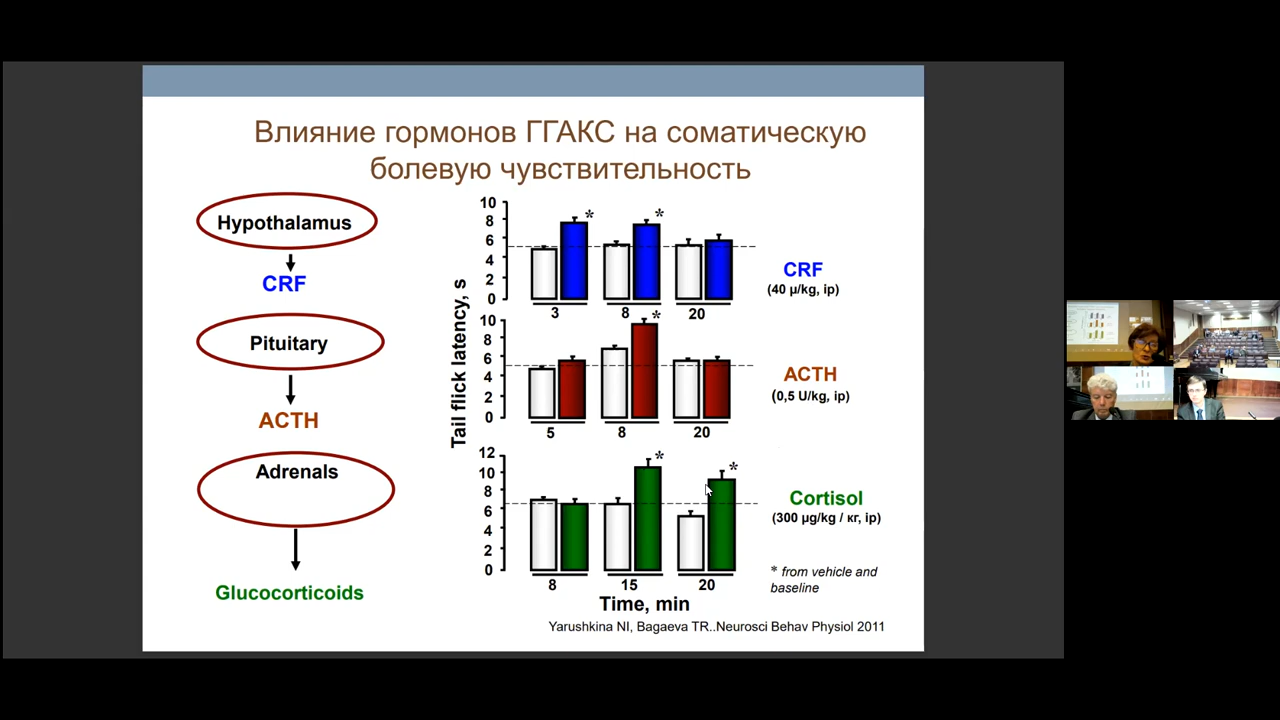 Влияние гормонов ГГАКС на соматическую
болевую чувствительность
Hypothalamus
CRF
Pituitary
ACTH
Adrenals
Glucocorticoids
Tail flick latency, s
10
8
6
4
2
0
*
*
3
8
20
CRF
(40 μ/kg, ip)
10
8
6
4
2
0
*
5
8
20
ACTH
(0,5 U/kg, ip)
12
10
8
6
4
2
0
*
*
8
15
20
Time, min
Cortisol
(300 μg/kg / кг, ip)
* from vehicle and
baseline
Yarushkina NI, Bagaeva TR..Neurosci Behav Physiol 2011